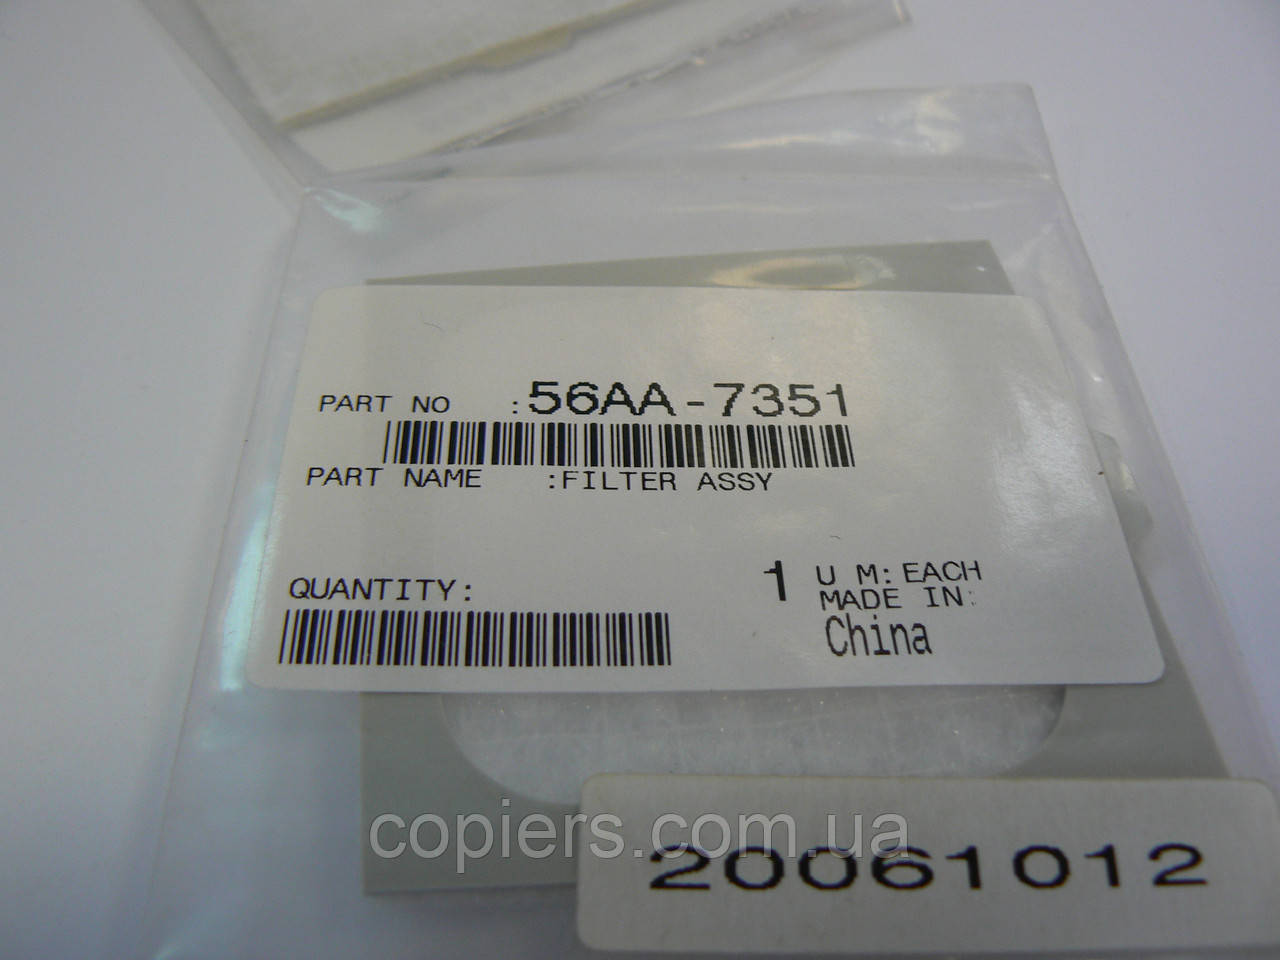 PART NO :56AA-7351
PART NAME :FILTER ASSY
QUANTITY: 1 U M: EACH
MADE IN:
China
copiers.com.ua
20061012